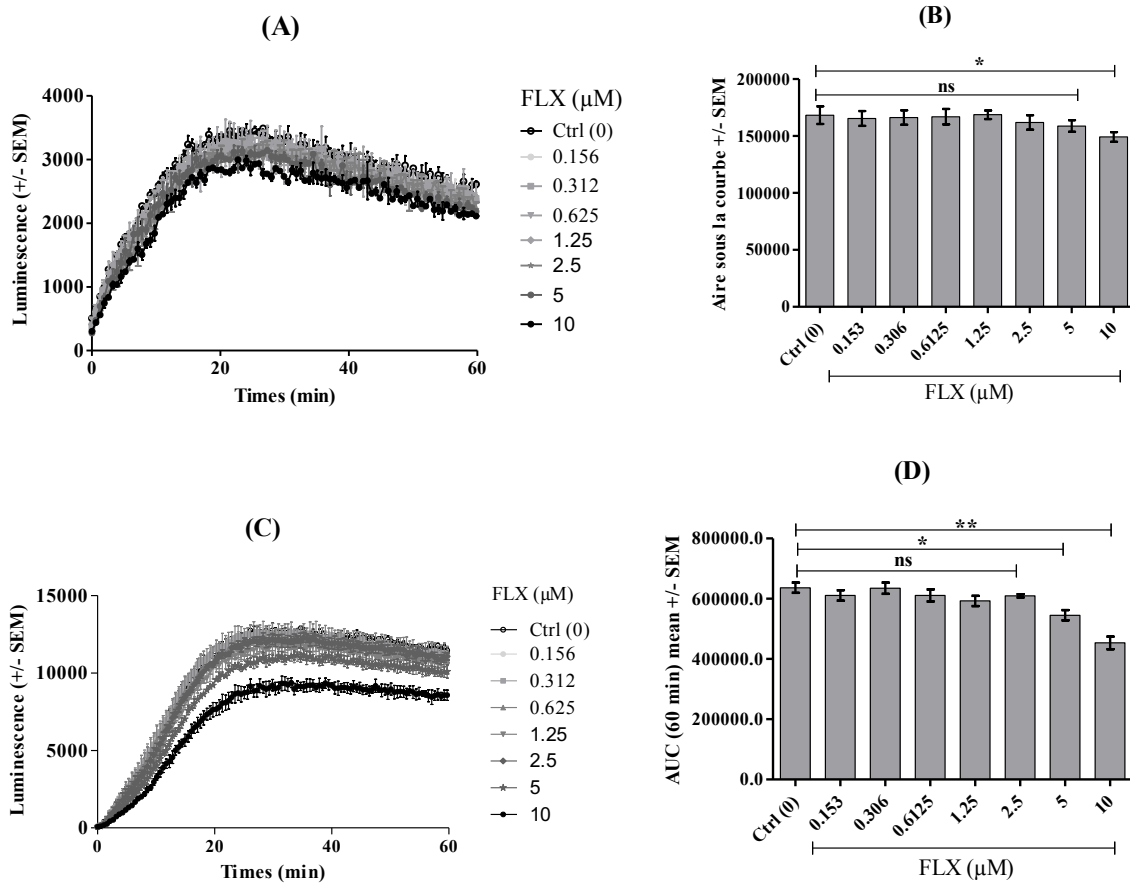 (A)
Luminescence (+/- SEM)
4000
3000
2000
1000
0
0
20
40
60
Times (min)
FLX (µM)
Ctrl (0)
0.156
0.312
0.625
1.25
2.5
5
10
(B)
Aire sous la courbe +/- SEM
200000
150000
100000
50000
0
*
ns
Ctrl (0)
0.153
0.306
0.6125
1.25
2.5
5
10
FLX (µM)
(C)
Luminescence (+/- SEM)
15000
10000
5000
0
0
20
40
60
Times (min)
FLX (µM)
Ctrl (0)
0.156
0.312
0.625
1.25
2.5
5
10
(D)
AUC (60 min) mean +/- SEM
800000.0
600000.0
400000.0
200000.0
0.0
**
*
ns
Ctrl (0)
0.153
0.306
0.6125
1.25
2.5
5
10
FLX (µM)